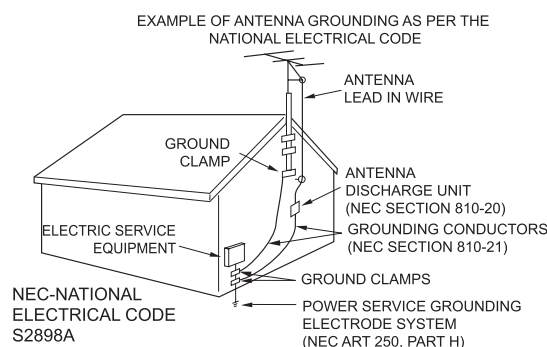 EXAMPLE OF ANTENNA GROUNDING AS PER THE
NATIONAL ELECTRICAL CODE
ANTENNA
LEAD IN WIRE
GROUND
CLAMP
ANTENNA
DISCHARGE UNIT
(NEC SECTION 810-20)
ELECTRIC SERVICE
EQUIPMENT
GROUNDING CONDUCTORS
(NEC SECTION 810-21)
GROUND CLAMPS
NEC-NATIONAL
ELECTRICAL CODE
S2898A
POWER SERVICE GROUNDING
ELECTRODE SYSTEM
(NEC ART 250, PART H)